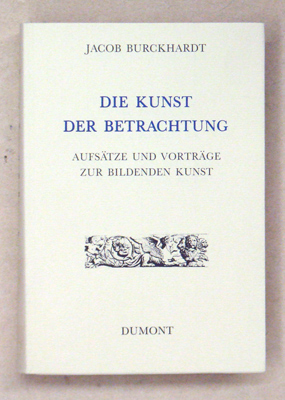 JACOB BURCKHARDT
DIE KUNST
DER BETRACHTUNG
AUFSÄTZE UND VORTRÄGE
ZUR BILDENDEN KUNST
DUMONT